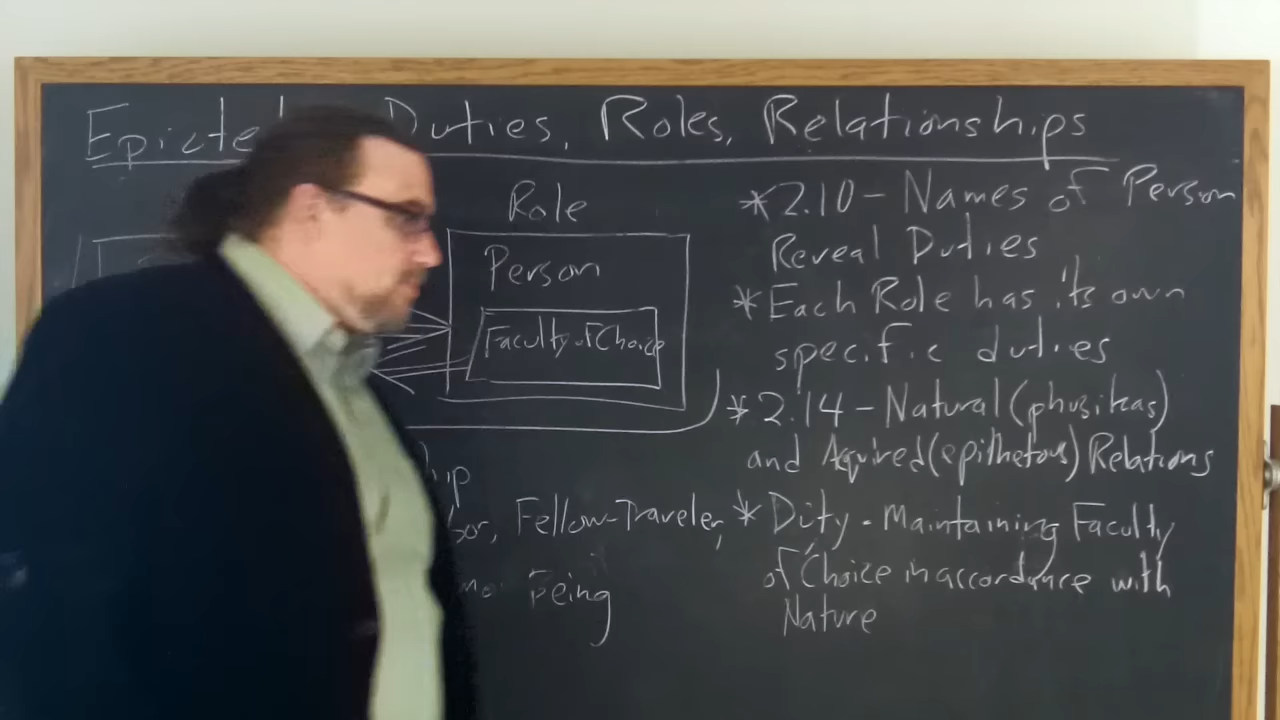 Duties, Roles, Relationships
Role
Person
Faculty of Choice
Fellow-Traveler,
Being
*2.10 - Names of Person
Reveal Duties
*Each Role has its own
specific duties
*2.14 - Natural (phusikas)
and Aquired (epithetous) Relations
*Duty - Maintaining Faculty
of Choice in accordance with
Nature